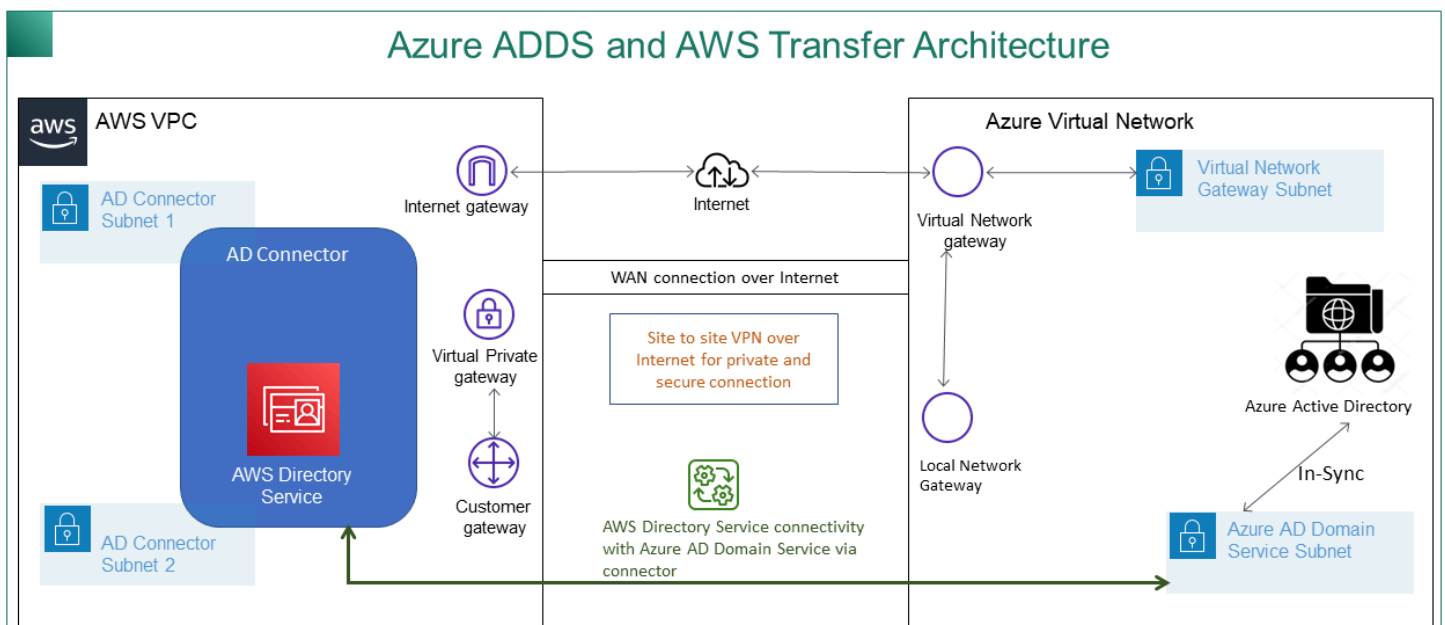 Azure ADDS and AWS Transfer Architecture
aws
AWS VPC
Azure Virtual Network
AD Connector
Subnet 1
Internet gateway
Internet
Virtual Network
gateway
Virtual Network
Gateway Subnet
AD Connector
WAN connection over Internet
Site to site VPN over
Internet for private and
secure connection
Virtual Private
gateway
Azure Active Directory
AWS Directory
Service
Customer
gateway
Local Network
Gateway
In-Sync
AWS Directory Service connectivity
with Azure AD Domain Service via
connector
AD Connector
Subnet 2
Azure AD Domain
Service Subnet